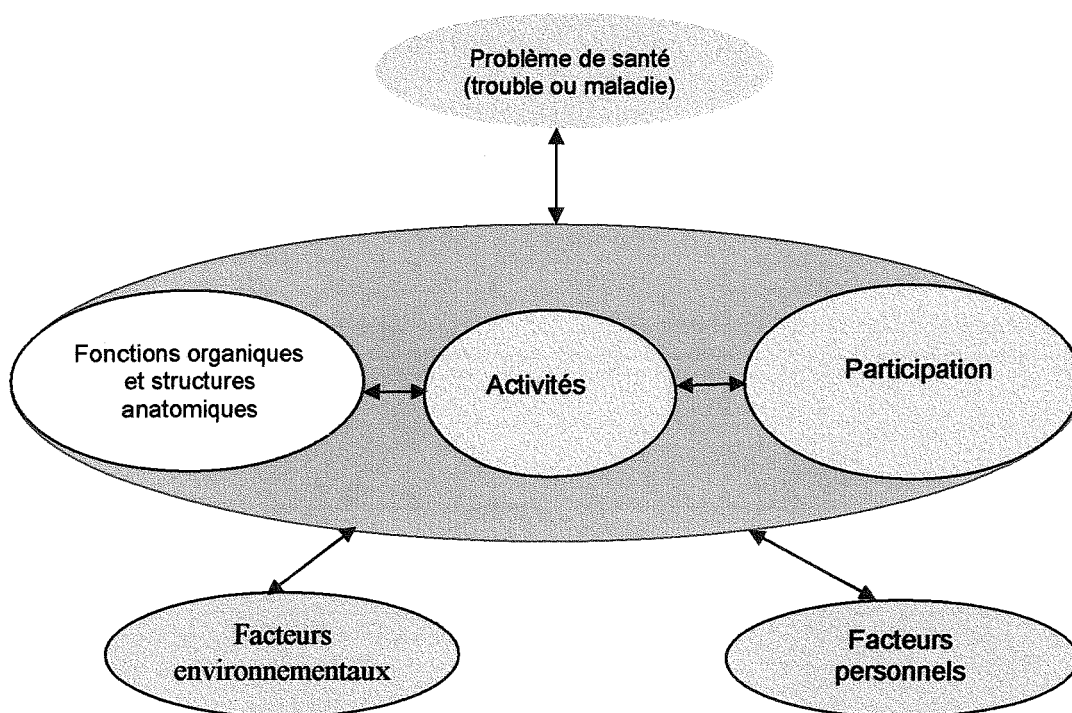 Problème de santé
(trouble ou maladie)
Fonctions organiques
et structures
anatomiques
Activités
Participation
Facteurs
environnementaux
Facteurs
personnels